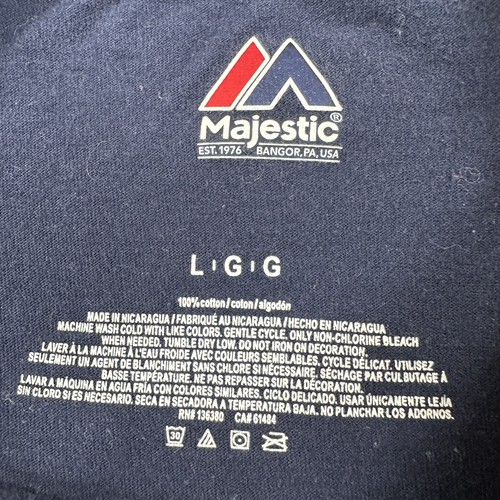 Majestic®
EST. 1976 BANGOR, PA, USA
L G G
100% cotton / coton / algodón
MADE IN NICARAGUA / FABRIQUÉ AU NICARAGUA / HECHO EN NICARAGUA
MACHINE WASH COLD WITH LIKE COLORS. GENTLE CYCLE. ONLY NON-CHLORINE BLEACH
WHEN NEEDED. TUMBLE DRY LOW. DO NOT IRON ON DECORATION.
LAVER À LA MACHINE À L'EAU FROIDE AVEC COULEURS SEMBLABLES. CYCLE DÉLICAT. UTILISEZ
SEULEMENT UN AGENT DE BLANCHIMENT SANS CHLORE SI NÉCESSAIRE. SÉCHAGE PAR CULBUTAGE À
BASSE TEMPÉRATURE. NE PAS REPASSER SUR LA DÉCORATION.
LAVAR A MÁQUINA EN AGUA FRÍA CON COLORES SIMILARES. CICLO DELICADO. USAR ÚNICAMENTE LEJÍA
SIN CLORO SI ES NECESARIO. SECA EN SECADORA A TEMPERATURA BAJA. NO PLANCHAR LOS ADORNOS.
RN# 136380 CA# 61484
30